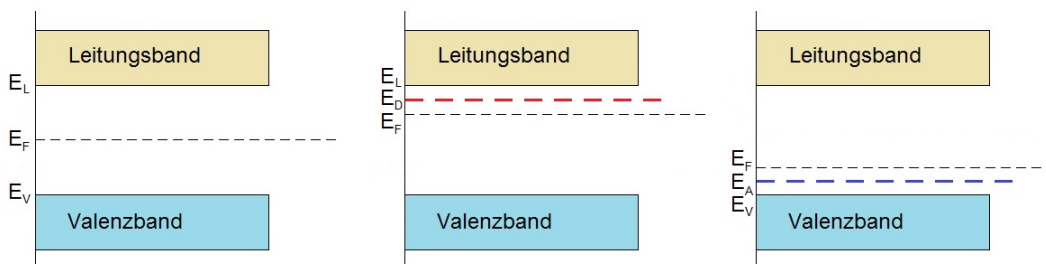 Leitungsband
E_L
E_F
E_V
Valenzband
Leitungsband
E_L
E_D
E_F
Valenzband
Leitungsband
E_F
E_A
E_V
Valenzband